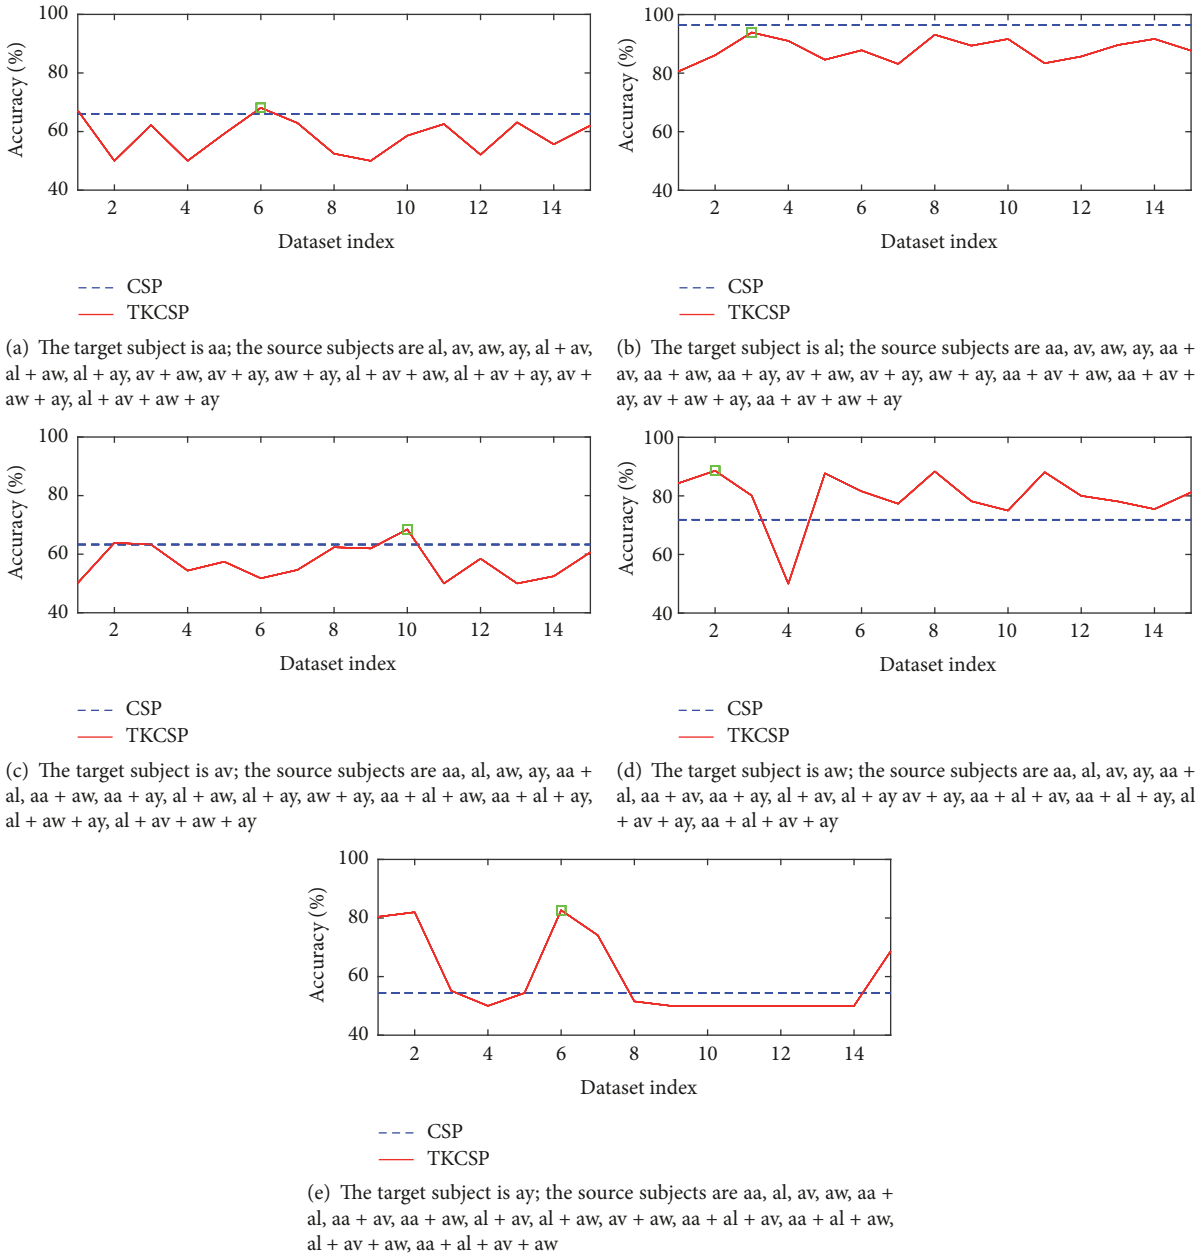 100
80
60
40
Accuracy (%)
2 4 6 8 10 12 14
Dataset index
CSP
TKCSP
(a) The target subject is aa; the source subjects are al, av, aw, ay, al + av,
al + aw, al + ay, av + aw, av + ay, aw + ay, al + av + aw, al + av + ay, av +
aw + ay, al + av + aw + ay
100
80
60
40
Accuracy (%)
2 4 6 8 10 12 14
Dataset index
CSP
TKCSP
(b) The target subject is al; the source subjects are aa, av, aw, ay, aa +
av, aa + aw, aa + ay, av + aw, av + ay, aw + ay, aa + av + aw, aa + av +
ay, av + aw + ay, aa + av + aw + ay
100
80
60
40
Accuracy (%)
2 4 6 8 10 12 14
Dataset index
CSP
TKCSP
(c) The target subject is av; the source subjects are aa, al, aw, ay, aa +
al, aa + aw, aa + ay, al + aw, al + ay, aw + ay, aa + al + aw, aa + al + ay,
al + aw + ay, al + av + aw + ay
100
80
60
40
Accuracy (%)
2 4 6 8 10 12 14
Dataset index
CSP
TKCSP
(d) The target subject is aw; the source subjects are aa, al, av, ay, aa +
al, aa + av, aa + ay, al + av, al + ay av + ay, aa + al + av, aa + al + ay, al
+ av + ay, aa + al + av + ay
100
80
60
40
Accuracy (%)
2 4 6 8 10 12 14
Dataset index
CSP
TKCSP
(e) The target subject is ay; the source subjects are aa, al, av, aw, aa +
al, aa + av, aa + aw, al + av, al + aw, av + aw, aa + al + av, aa + al + aw,
al + av + aw, aa + al + av + aw